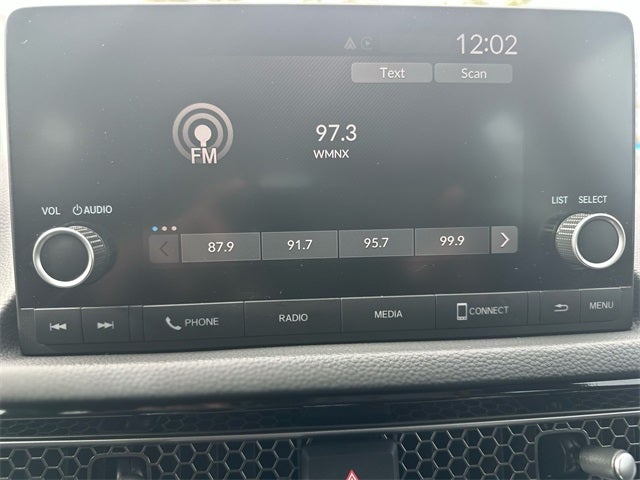 12:02
Text Scan
97.3
FM
WMNX
VOL AUDIO
LIST SELECT
87.9 91.7 95.7 99.9
PHONE RADIO MEDIA CONNECT MENU